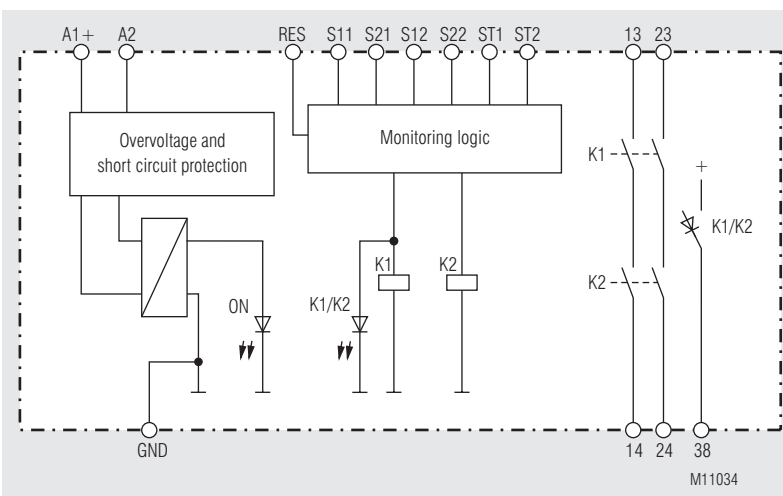 A1+ A2 RES S11 S21 S12 S22 ST1 ST2 13 23
Overvoltage and
short circuit protection
Monitoring logic
K1
+
K1/K2
K1 K2
K2
ON K1/K2
GND 14 24 38
M11034